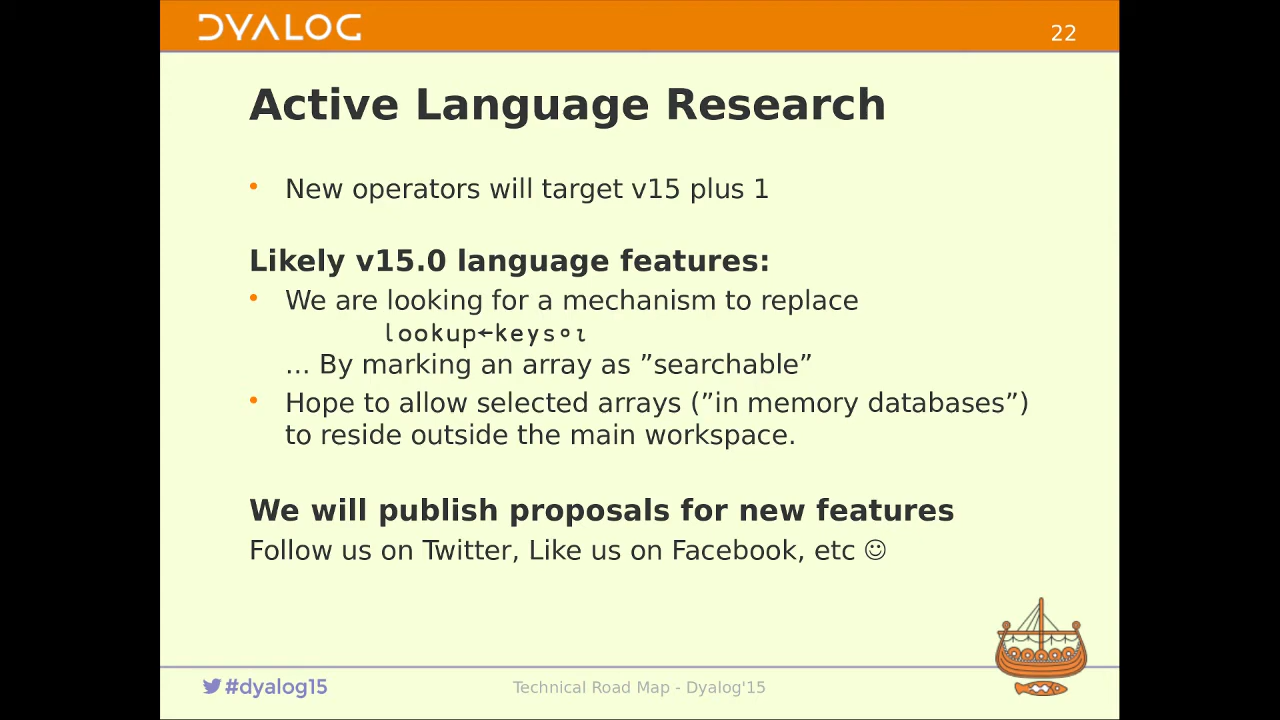 DYALOG
22
Active Language Research
• New operators will target v15 plus 1
Likely v15.0 language features:
• We are looking for a mechanism to replace
lookup←keys∘⍳
... By marking an array as ”searchable”
• Hope to allow selected arrays (”in memory databases”)
to reside outside the main workspace.
We will publish proposals for new features
Follow us on Twitter, Like us on Facebook, etc ☺
#dyalog15
Technical Road Map - Dyalog'15